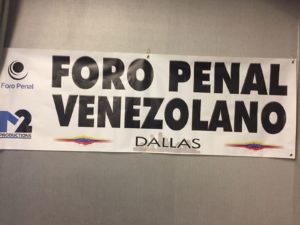 Foro Penal
FORO PENAL
VENEZOLANO
M2
PRODUCTIONS
DALLAS